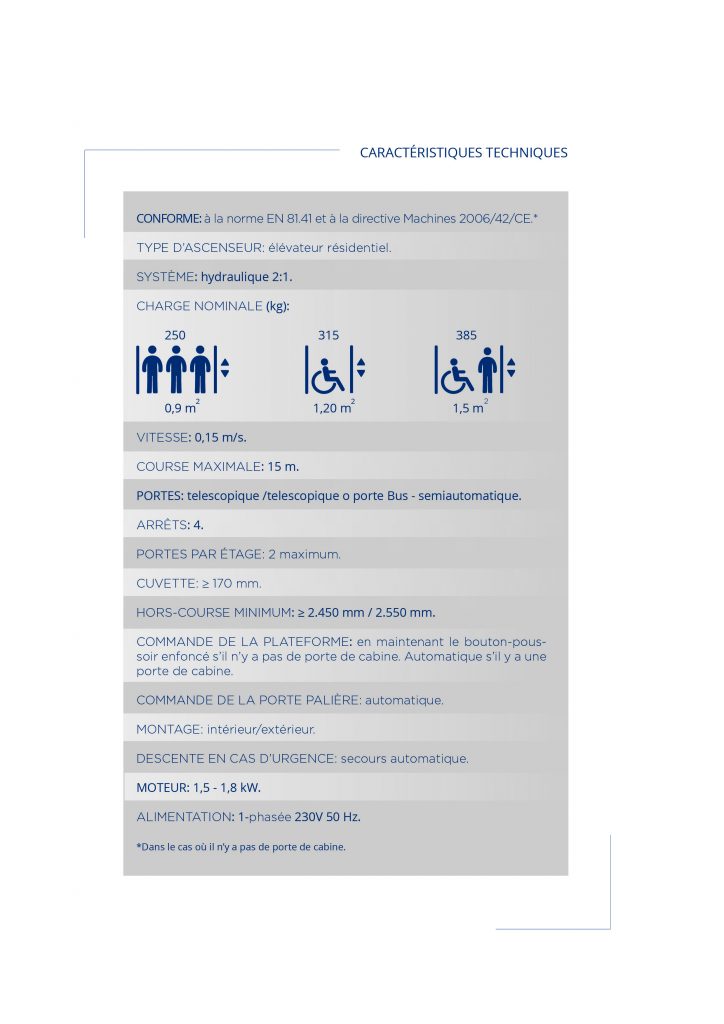 CARACTÉRISTIQUES TECHNIQUES
CONFORME: à la norme EN 81.41 et à la directive Machines 2006/42/CE.*
TYPE D'ASCENSEUR: élévateur résidentiel.
SYSTÈME: hydraulique 2:1.
CHARGE NOMINALE (kg):
250 315 385
0,9 m² 1,20 m² 1,5 m²
VITESSE: 0,15 m/s.
COURSE MAXIMALE: 15 m.
PORTES: telescopique /telescopique o porte Bus - semiautomatique.
ARRÊTS: 4.
PORTES PAR ÉTAGE: 2 maximum.
CUVETTE: ≥ 170 mm.
HORS-COURSE MINIMUM: ≥ 2.450 mm / 2.550 mm.
COMMANDE DE LA PLATEFORME: en maintenant le bouton-pous-
soir enfoncé s'il n'y a pas de porte de cabine. Automatique s'il y a une
porte de cabine.
COMMANDE DE LA PORTE PALIÈRE: automatique.
MONTAGE: intérieur/extérieur.
DESCENTE EN CAS D'URGENCE: secours automatique.
MOTEUR: 1,5 - 1,8 kW.
ALIMENTATION: 1-phasée 230V 50 Hz.
*Dans le cas où il n'y a pas de porte de cabine.